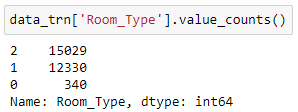 data_trn['Room_Type'].value_counts()
2    15029
1    12330
0      340
Name: Room_Type, dtype: int64